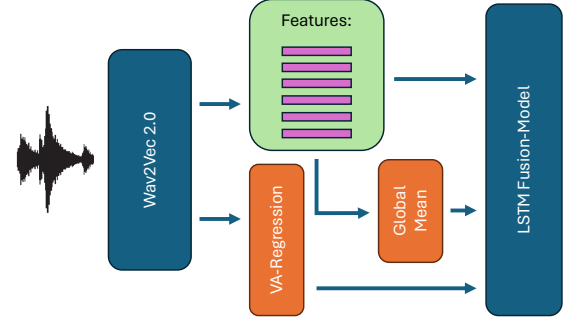 Features:
Wav2Vec 2.0
VA-Regression
Global
Mean
LSTM Fusion-Model